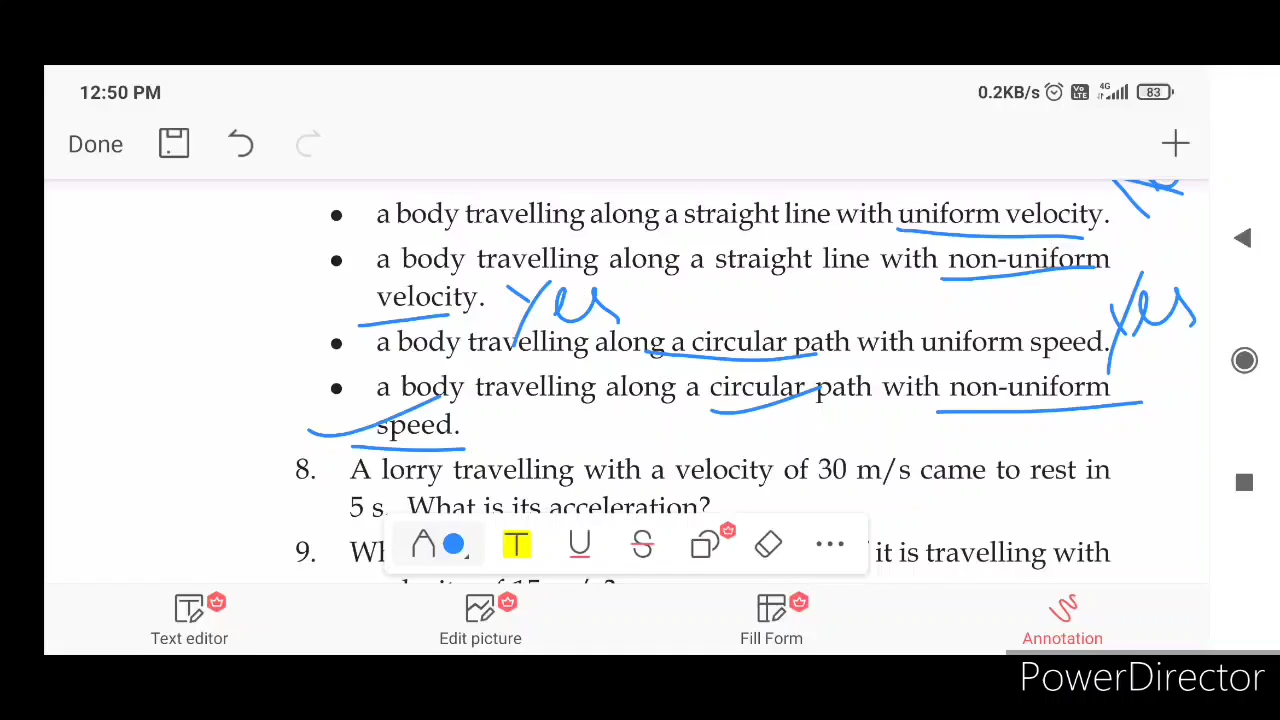 12:50 PM
0.2KB/s 4G 83
Done
• a body travelling along a straight line with uniform velocity.
• a body travelling along a straight line with non-uniform
velocity. Yes
Yes
• a body travelling along a circular path with uniform speed.
• a body travelling along a circular path with non-uniform
speed.
8. A lorry travelling with a velocity of 30 m/s came to rest in
5 s. What is its acceleration?
9. it is travelling with
T U S
Text editor
Edit picture
Fill Form
Annotation
PowerDirector